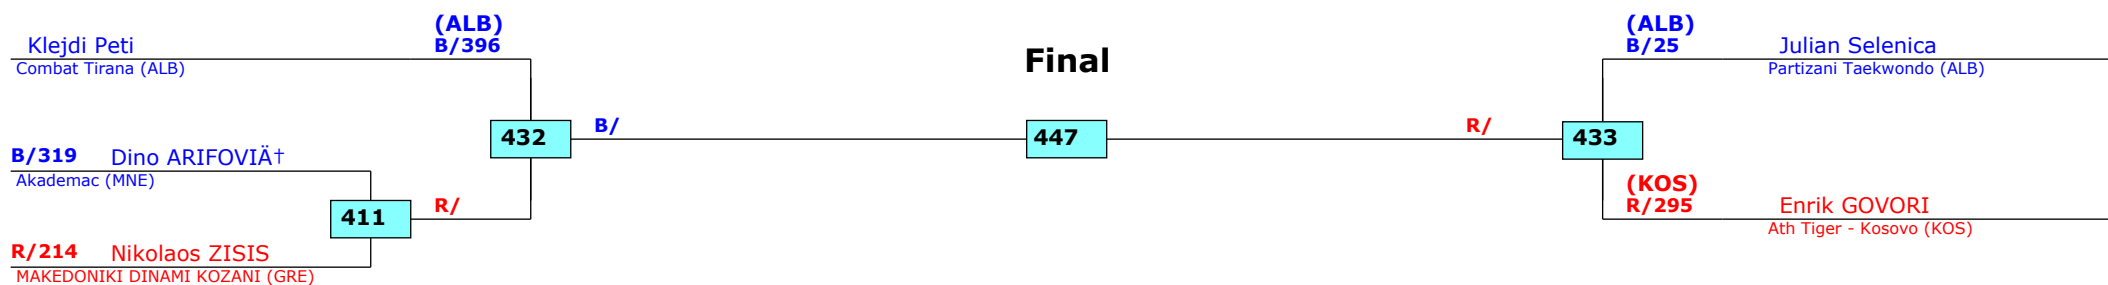 (ALB)
Klejdi Peti
B/396
Combat Tirana (ALB)
B/319 Dino ARIFOVIÄ†
Akademac (MNE)
R/214 Nikolaos ZISIS
MAKEDONIKI DINAMI KOZANI (GRE)
411
R/
432
B/
Final
447
R/
433
(ALB)
B/25 Julian Selenica
Partizani Taekwondo (ALB)
(KOS)
R/295 Enrik GOVORI
Ath Tiger - Kosovo (KOS)